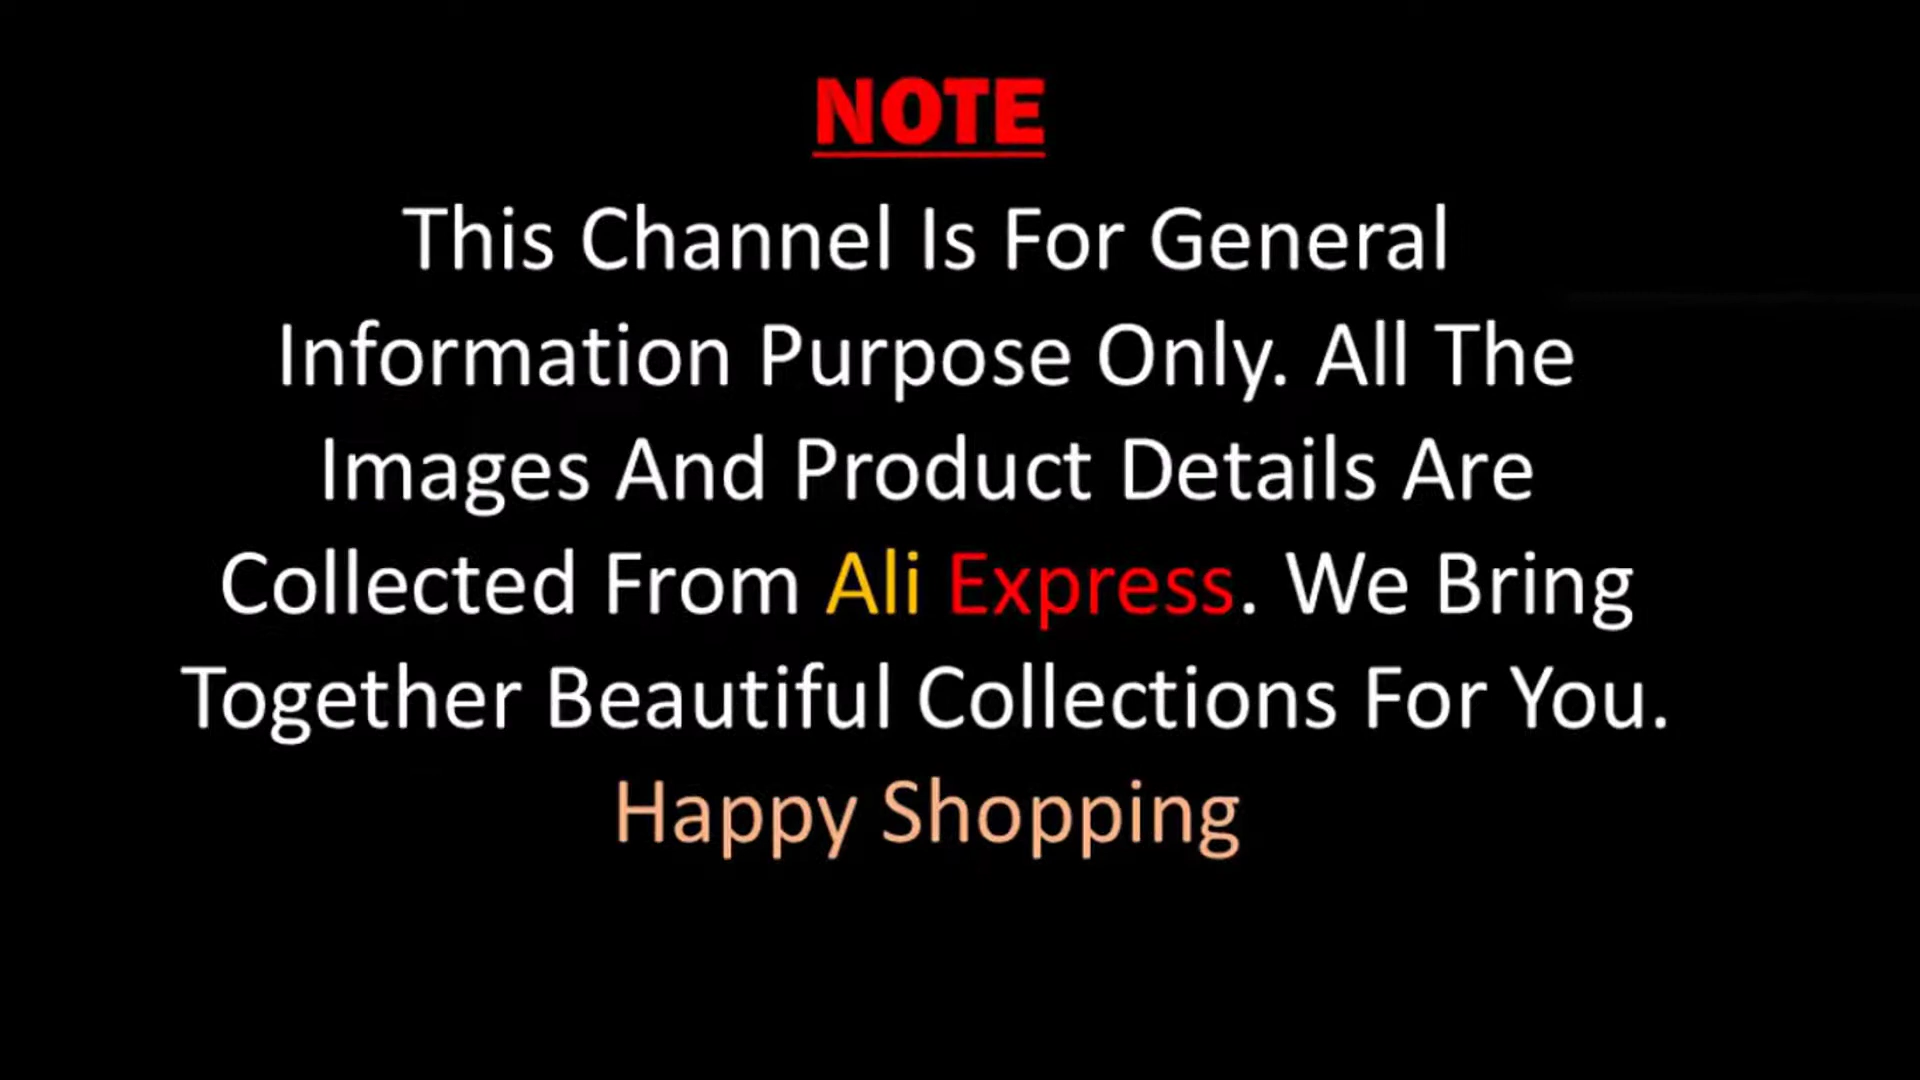 NOTE
This Channel Is For General
Information Purpose Only. All The
Images And Product Details Are
Collected From Ali Express. We Bring
Together Beautiful Collections For You.
Happy Shopping